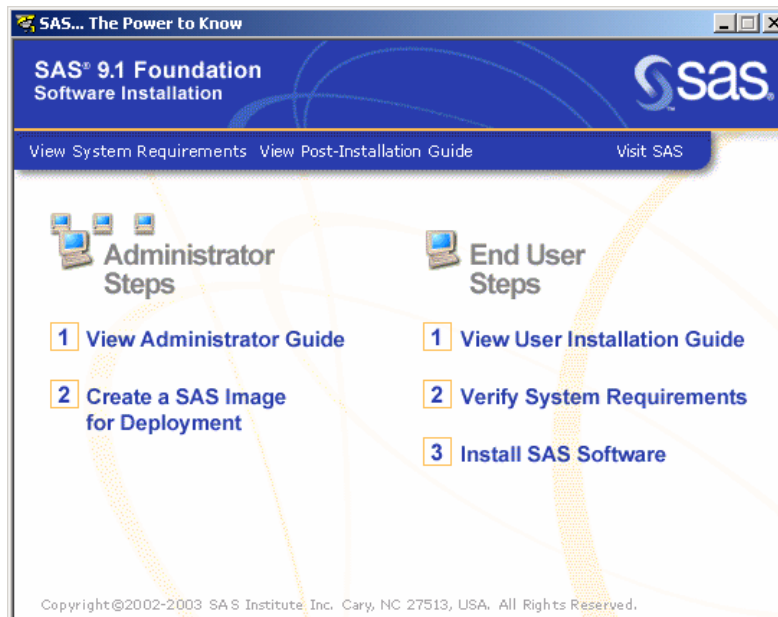 SAS... The Power to Know
SAS® 9.1 Foundation
Software Installation
sas.
View System Requirements View Post-Installation Guide Visit SAS
Administrator
Steps
1 View Administrator Guide
2 Create a SAS Image
for Deployment
End User
Steps
1 View User Installation Guide
2 Verify System Requirements
3 Install SAS Software
Copyright©2002-2003 SAS Institute Inc. Cary, NC 27513, USA. All Rights Reserved.